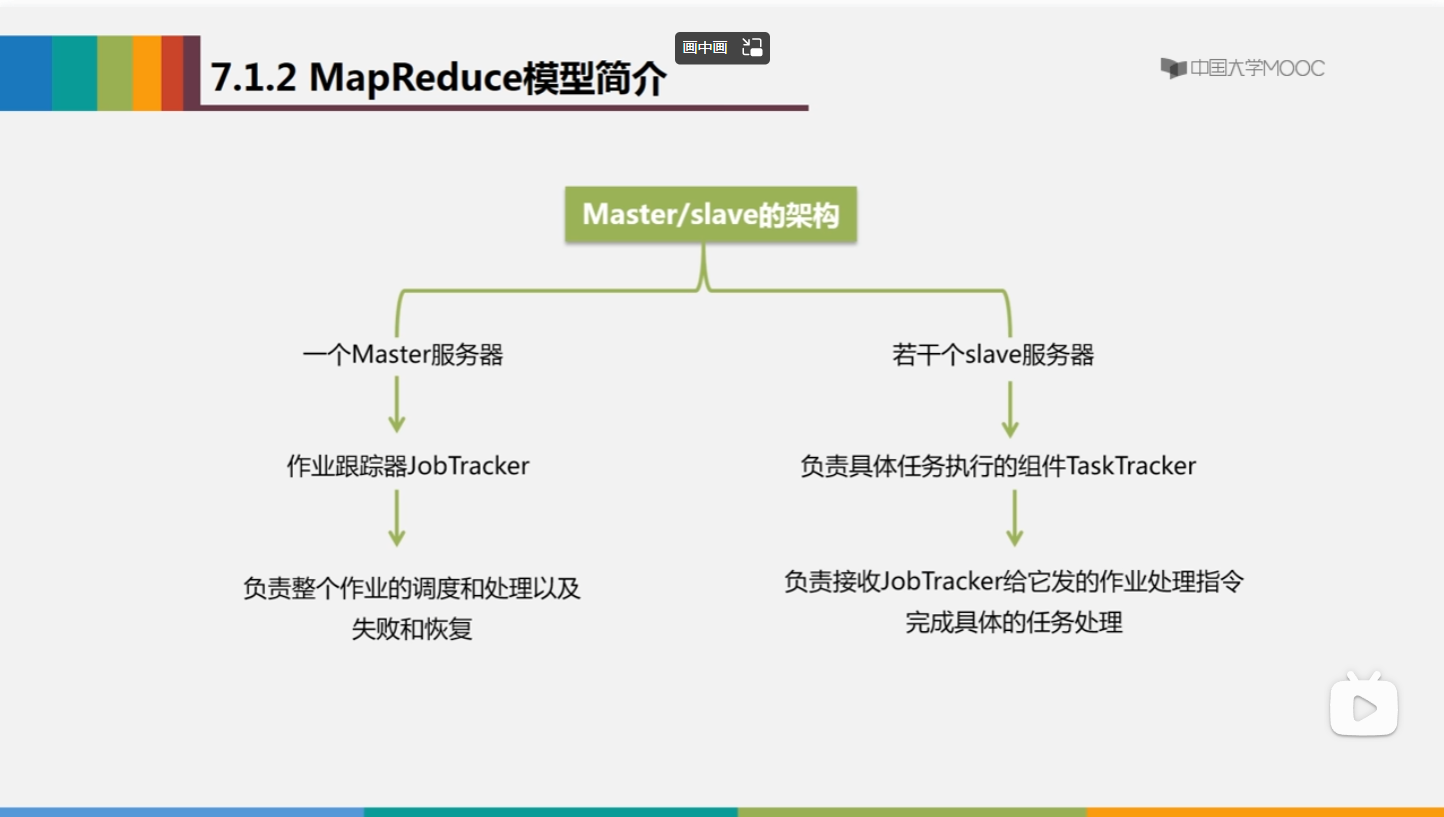 画中画
7.1.2 MapReduce模型简介
中国大学MOOC
Master/slave的架构
一个Master服务器
若干个slave服务器
作业跟踪器JobTracker
负责具体任务执行的组件TaskTracker
负责整个作业的调度和处理以及
失败和恢复
负责接收JobTracker给它发的作业处理指令
完成具体的任务处理